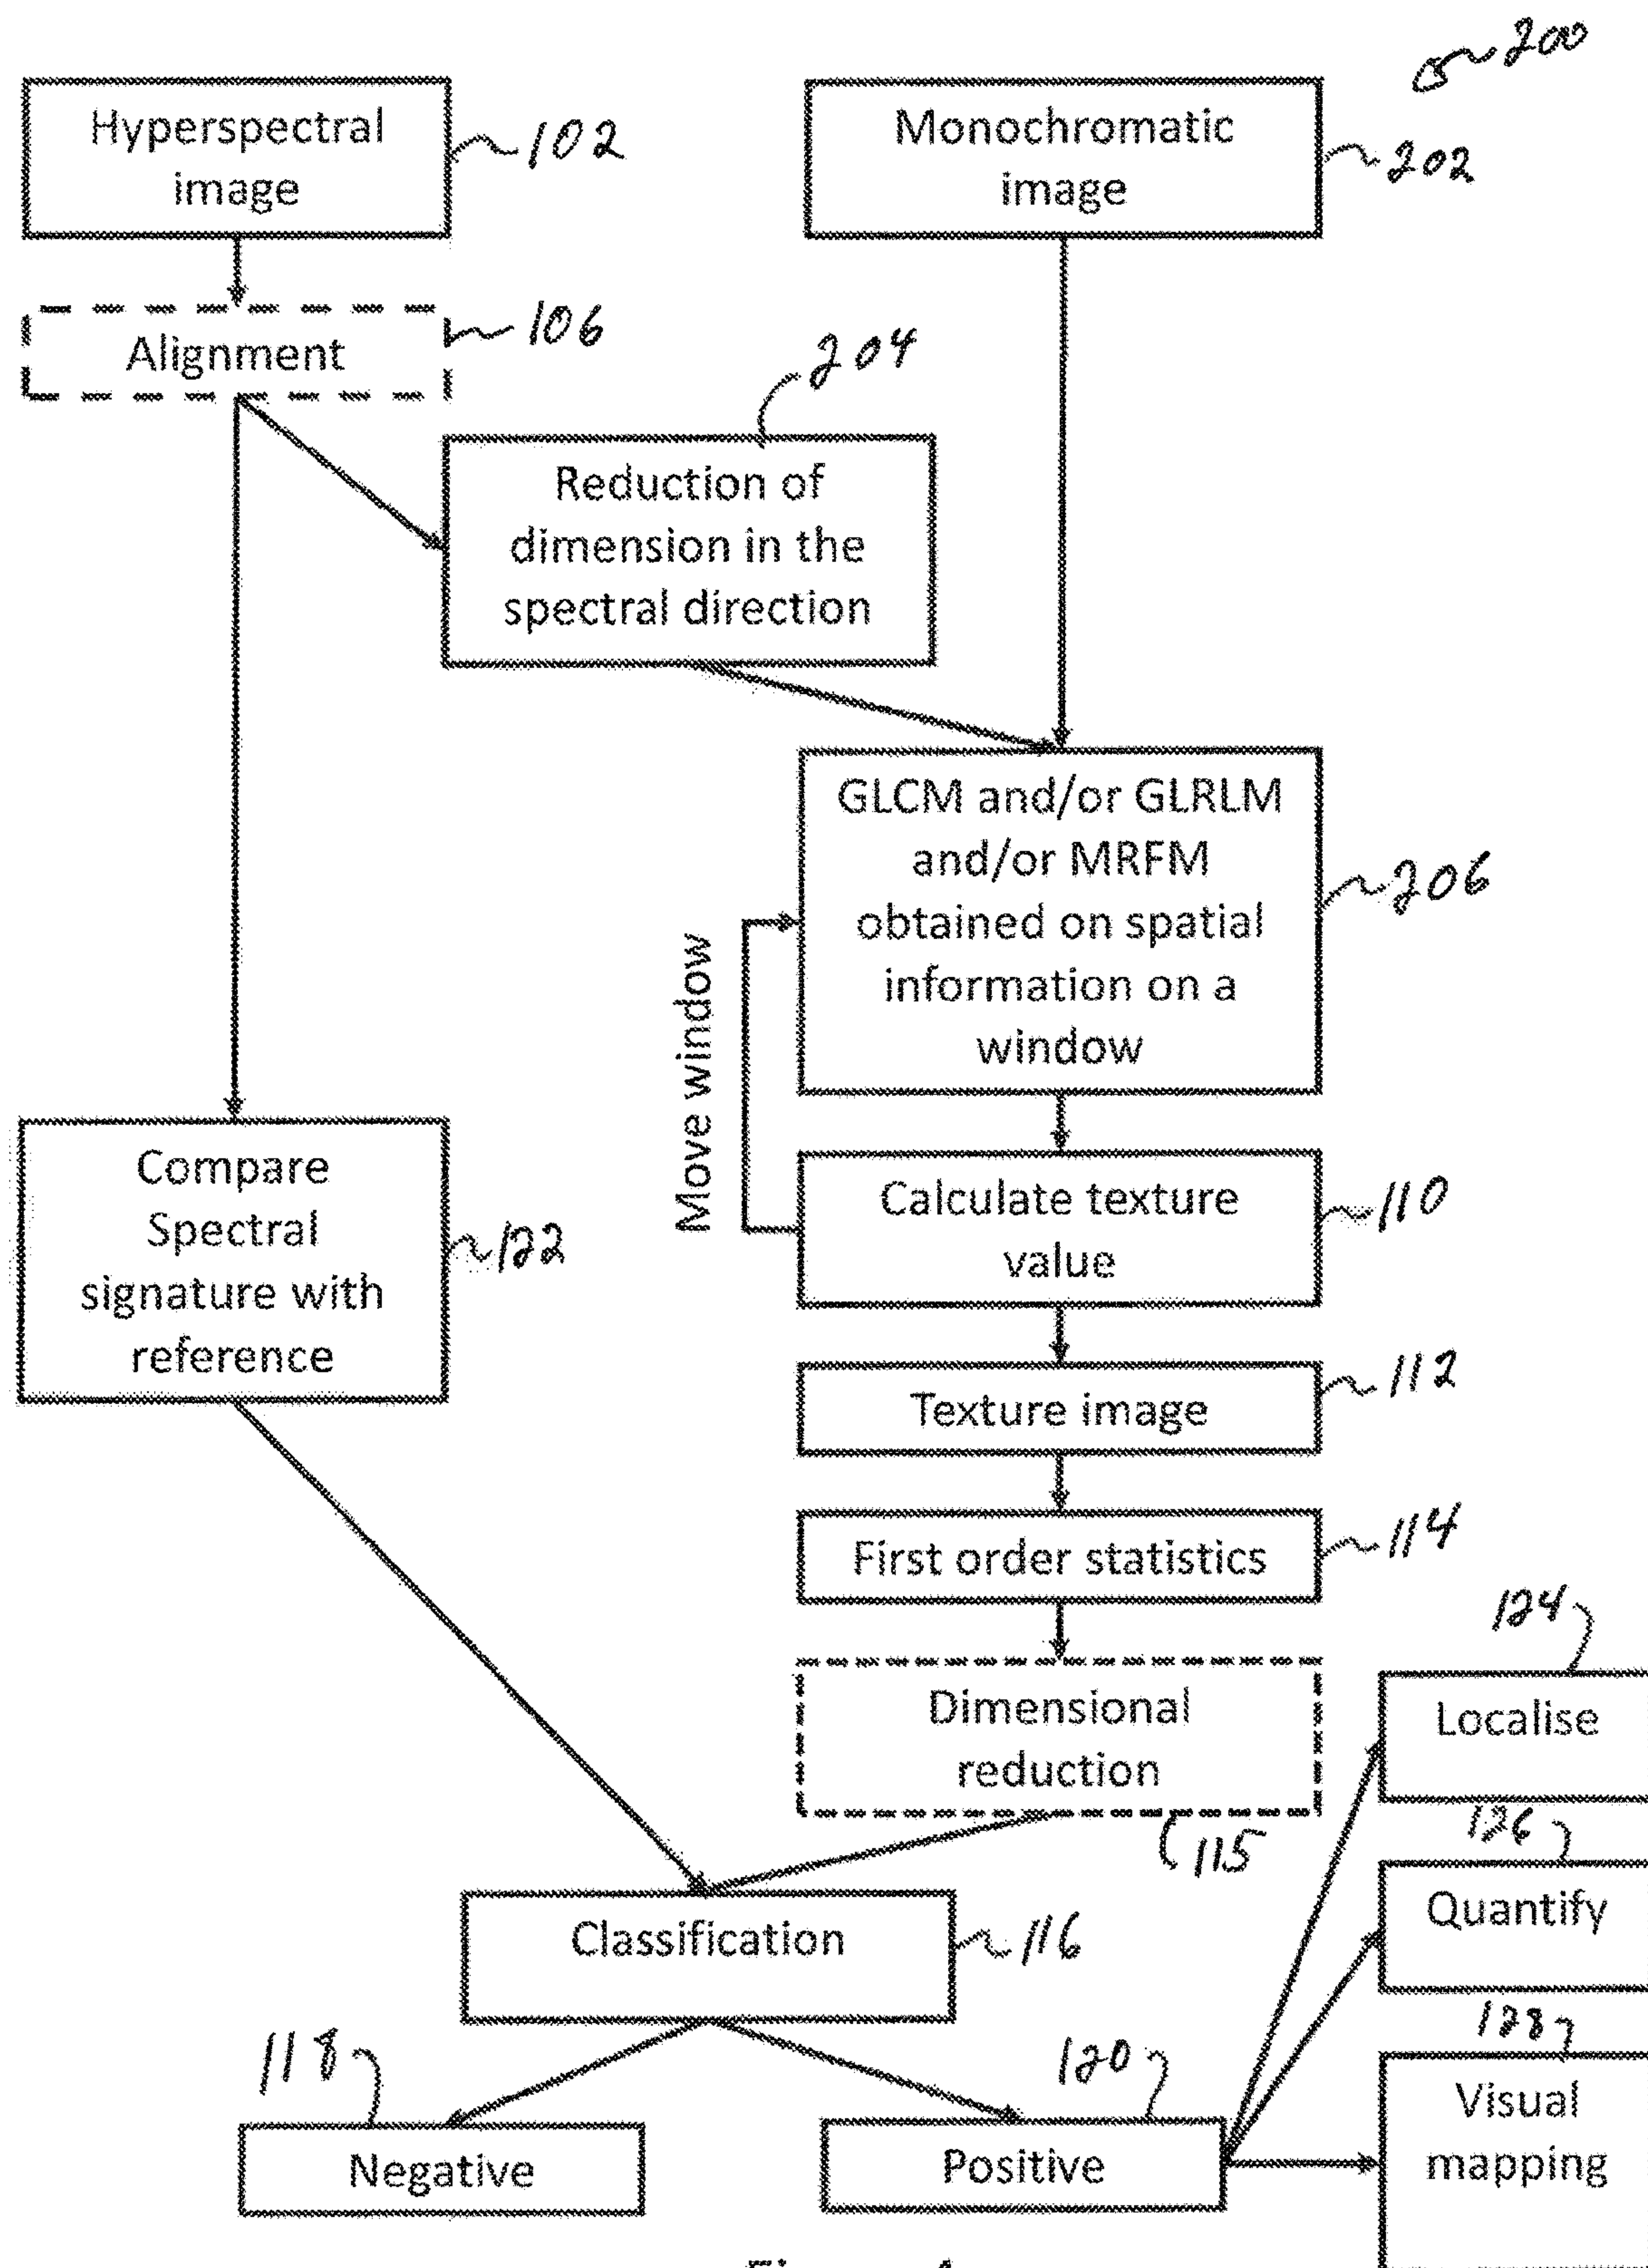 200
Hyperspectral
image
102
Monochromatic
image
202
Alignment
106
204
Reduction of
dimension in the
spectral direction
GLCM and/or GLRLM
and/or MRFM
obtained on spatial
information on a
window
206
Move window
Compare
Spectral
signature with
reference
122
Calculate texture
value
110
Texture image
112
First order statistics
114
Dimensional
reduction
115
124
Localise
126
Quantify
128
Visual
mapping
Classification
116
118
Negative
120
Positive